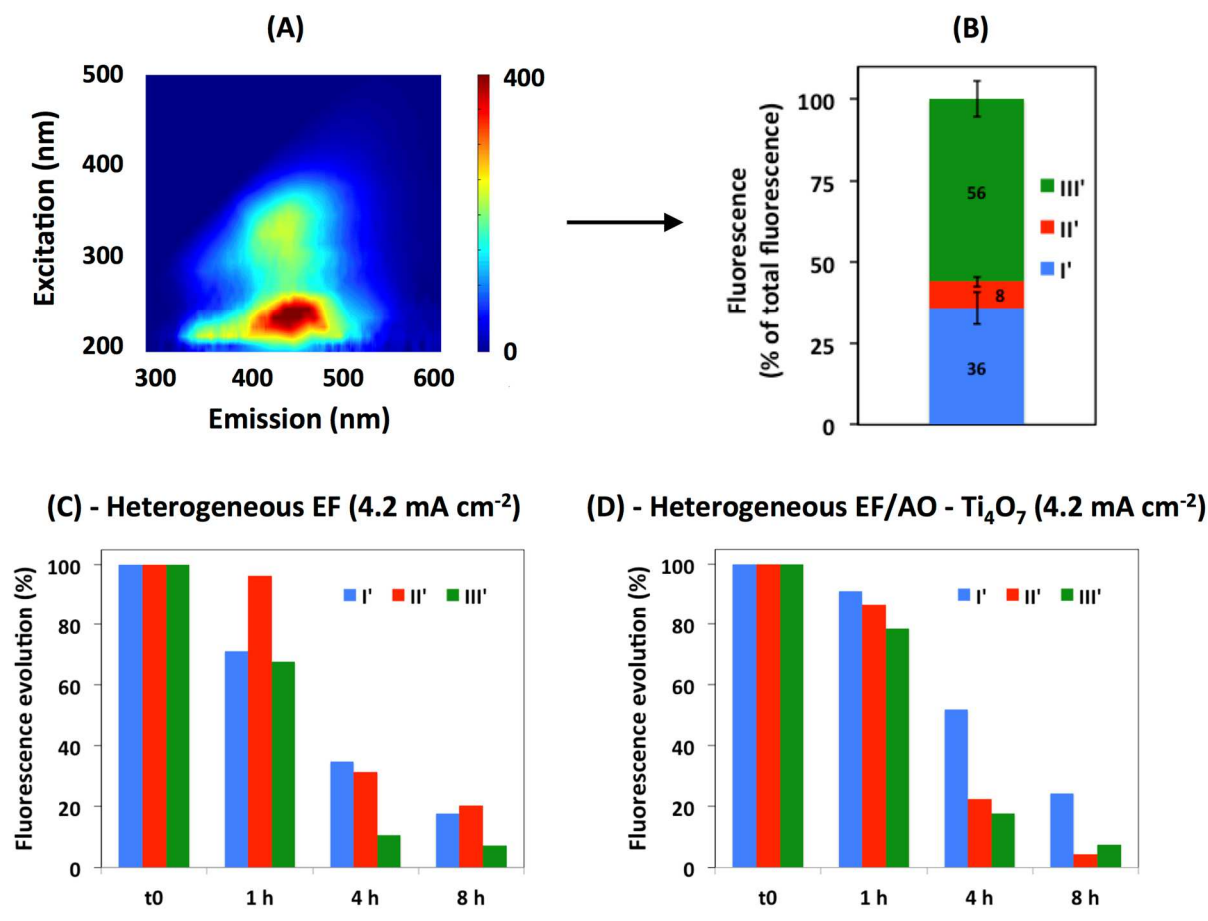 (A)
500
400
300
200
Excitation (nm)
300 400 500 600
Emission (nm)
400
0
(B)
100
75
50
25
0
Fluorescence
(% of total fluorescence)
56
8
36
III'
II'
I'
(C) - Heterogeneous EF (4.2 mA cm⁻²)
100
80
60
40
20
0
Fluorescence evolution (%)
I' II' III'
t0 1 h 4 h 8 h
(D) - Heterogeneous EF/AO - Ti₄O₇ (4.2 mA cm⁻²)
100
80
60
40
20
0
Fluorescence evolution (%)
I' II' III'
t0 1 h 4 h 8 h